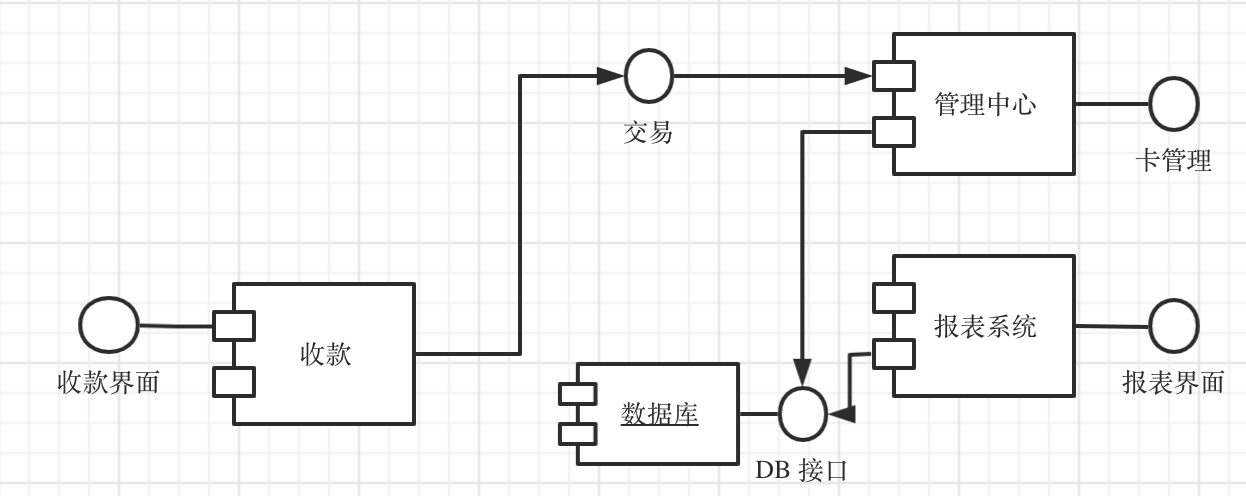 交易
管理中心
卡管理
收款界面
收款
报表系统
报表界面
数据库
DB 接口